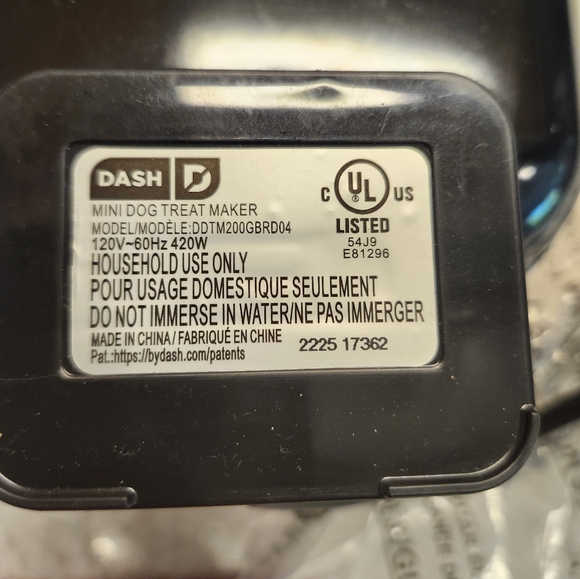 DASH
MINI DOG TREAT MAKER
MODEL/MODÈLE:DDTM200GBRD04
120V~60Hz 420W
HOUSEHOLD USE ONLY
POUR USAGE DOMESTIQUE SEULEMENT
DO NOT IMMERSE IN WATER/NE PAS IMMERGER
MADE IN CHINA/FABRIQUÉ EN CHINE
Pat.:https://bydash.com/patents
C UL ® US
LISTED
54J9
E81296
2225 17362